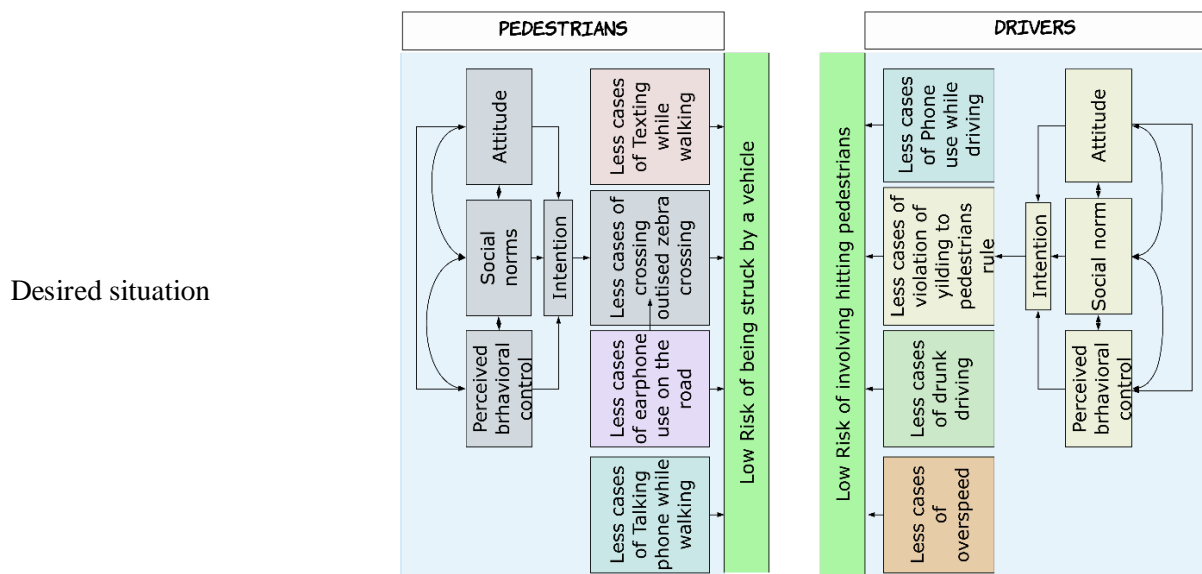 PEDESTRIANS
DRIVERS
Desired situation
Attitude
Social
norms
Perceived
brhavioral
control
Intention
Less cases
of Texting
while
walking
Less cases of
crossing
outised zebra
crossing
Less cases
of earphone
use on the
road
Less cases
of Talking
phone while
walking
Low Risk of being struck by a vehicle
Low Risk of involving hitting pedestrians
Less cases
of Phone
use while
driving
Less cases of
violation of
yilding to
pedestrians
rule
Less cases
of drunk
driving
Less cases
of
overspeed
Intention
Attitude
Social norm
Perceived
brhavioral
control